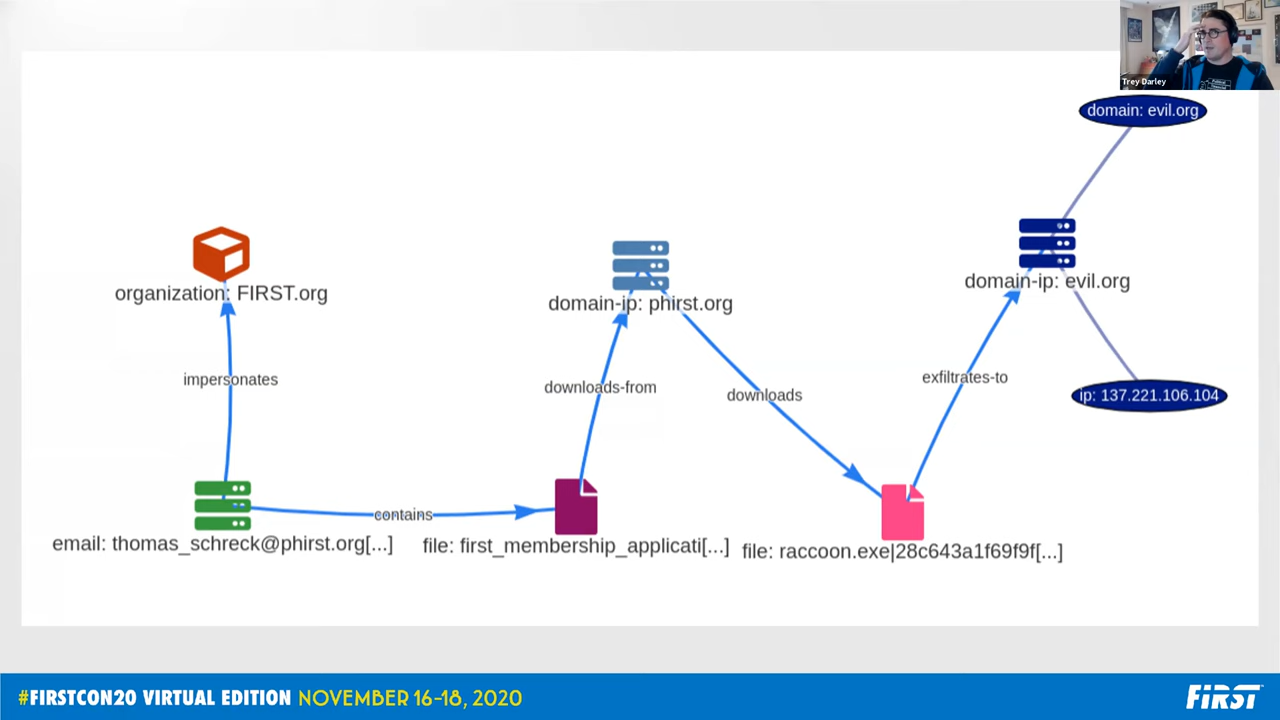 Trey Darley
domain: evil.org
organization: FIRST.org
domain-ip: phirst.org
domain-ip: evil.org
impersonates
downloads-from
downloads
exfiltrates-to
ip: 137.221.106.104
contains
email: thomas_schreck@phirst.org[...]
file: first_membership_applicati[...]
file: raccoon.exe|28c643a1f69f9f[...]
#FIRSTCON20 VIRTUAL EDITION NOVEMBER 16-18, 2020
FiRST